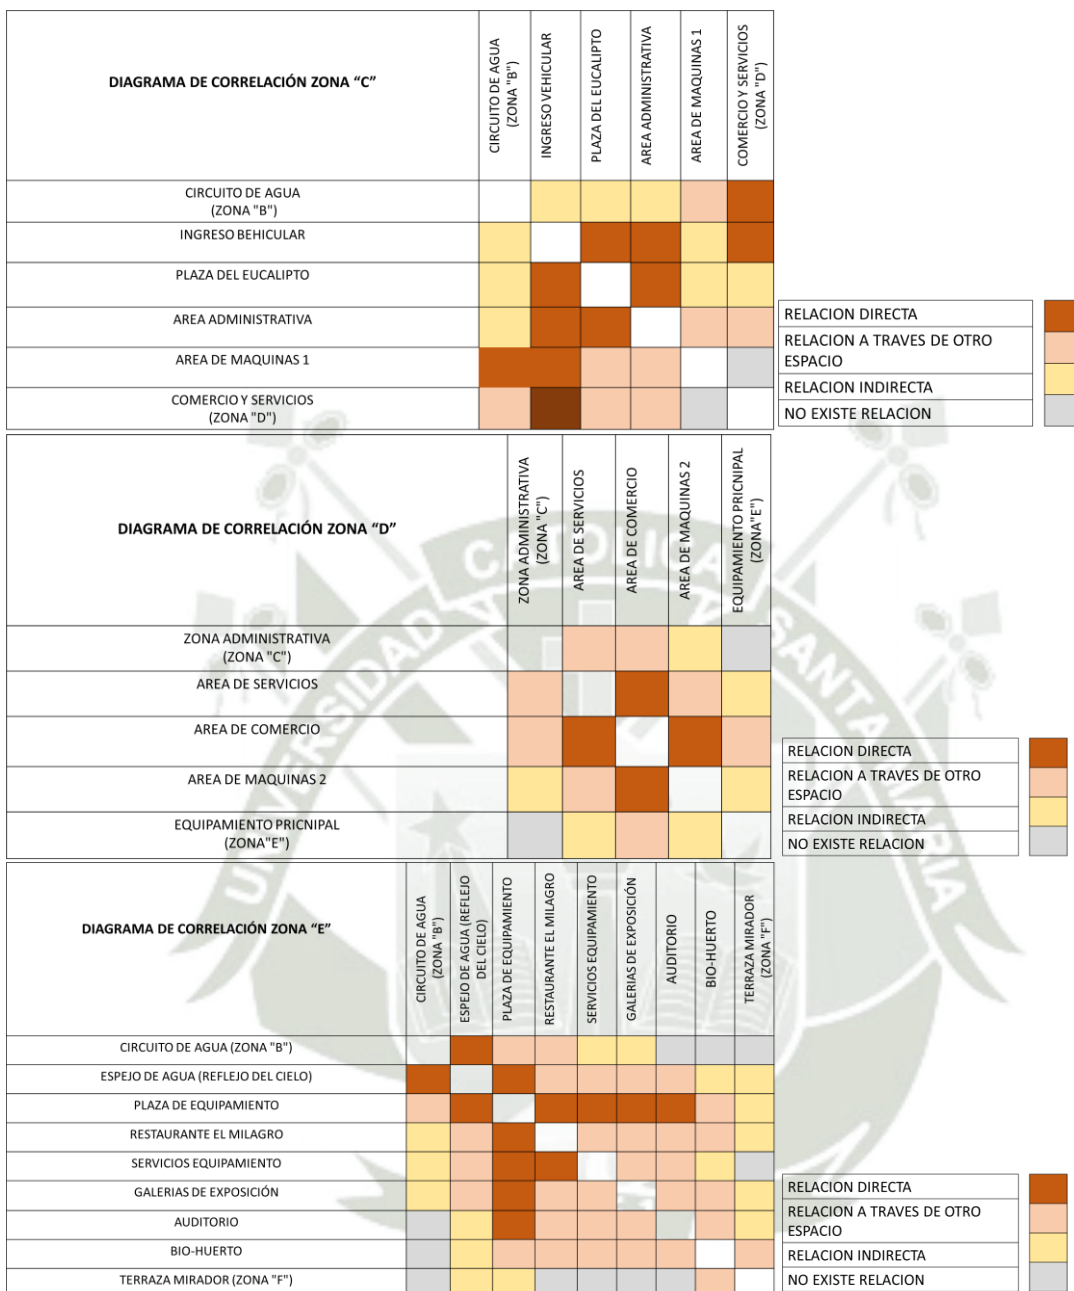 DIAGRAMA DE CORRELACIÓN ZONA “C”
CIRCUITO DE AGUA
(ZONA "B")
INGRESO VEHICULAR
PLAZA DEL EUCALIPTO
AREA ADMINISTRATIVA
AREA DE MAQUINAS 1
COMERCIO Y SERVICIOS
(ZONA "D")
CIRCUITO DE AGUA
(ZONA "B")
INGRESO BEHICULAR
PLAZA DEL EUCALIPTO
AREA ADMINISTRATIVA
AREA DE MAQUINAS 1
COMERCIO Y SERVICIOS
(ZONA "D")
RELACION DIRECTA
RELACION A TRAVES DE OTRO
ESPACIO
RELACION INDIRECTA
NO EXISTE RELACION
DIAGRAMA DE CORRELACIÓN ZONA “D”
ZONA ADMINISTRATIVA
(ZONA "C")
AREA DE SERVICIOS
AREA DE COMERCIO
AREA DE MAQUINAS 2
EQUIPAMIENTO PRICNIPAL
(ZONA"E")
ZONA ADMINISTRATIVA
(ZONA "C")
AREA DE SERVICIOS
AREA DE COMERCIO
AREA DE MAQUINAS 2
EQUIPAMIENTO PRICNIPAL
(ZONA"E")
RELACION DIRECTA
RELACION A TRAVES DE OTRO
ESPACIO
RELACION INDIRECTA
NO EXISTE RELACION
DIAGRAMA DE CORRELACIÓN ZONA “E”
CIRCUITO DE AGUA
(ZONA "B")
ESPEJO DE AGUA (REFLEJO
DEL CIELO)
PLAZA DE EQUIPAMIENTO
RESTAURANTE EL MILAGRO
SERVICIOS EQUIPAMIENTO
GALERIAS DE EXPOSICIÓN
AUDITORIO
BIO-HUERTO
TERRAZA MIRADOR
(ZONA "F")
CIRCUITO DE AGUA (ZONA "B")
ESPEJO DE AGUA (REFLEJO DEL CIELO)
PLAZA DE EQUIPAMIENTO
RESTAURANTE EL MILAGRO
SERVICIOS EQUIPAMIENTO
GALERIAS DE EXPOSICIÓN
AUDITORIO
BIO-HUERTO
TERRAZA MIRADOR (ZONA "F")
RELACION DIRECTA
RELACION A TRAVES DE OTRO
ESPACIO
RELACION INDIRECTA
NO EXISTE RELACION
UNIVERSIDAD CATOLICA SANTA MARIA